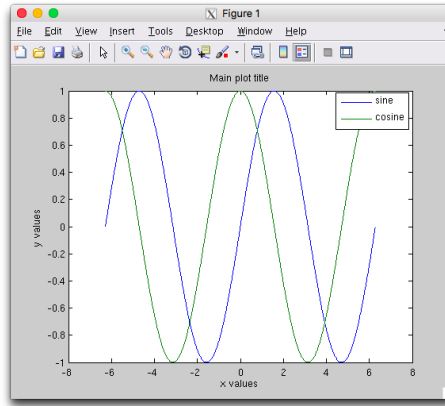 Figure 1
File Edit View Insert Tools Desktop Window Help
Main plot title
sine
cosine
1
0.8
0.6
0.4
0.2
0
-0.2
-0.4
-0.6
-0.8
-1
y values
-8 -6 -4 -2 0 2 4 6 8
x values